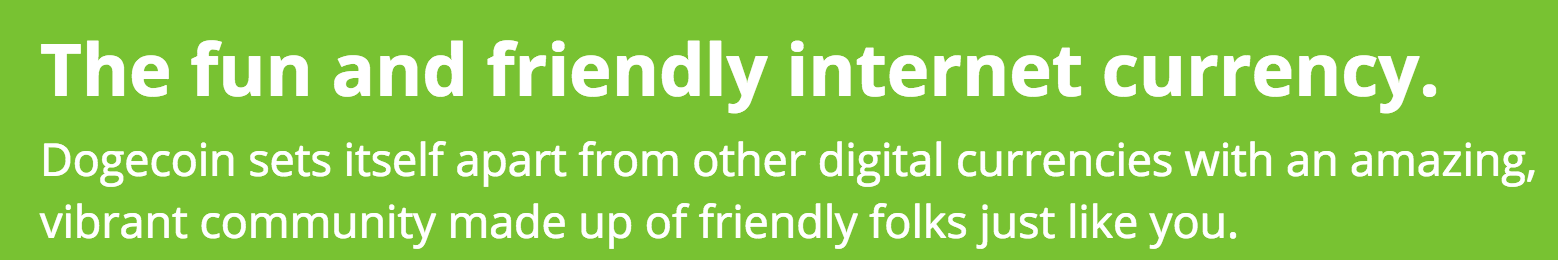 The fun and friendly internet currency.
Dogecoin sets itself apart from other digital currencies with an amazing,
vibrant community made up of friendly folks just like you.